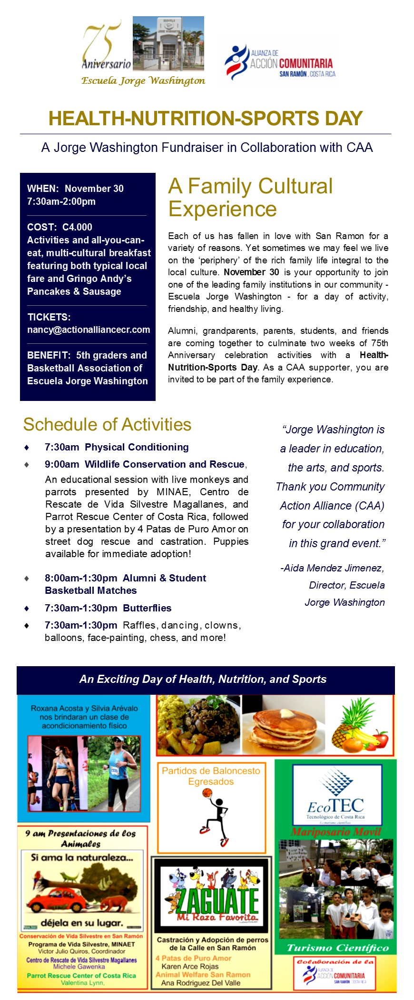 75
Aniversario
ESCUELA
JORGE WASHINGTON
Escuela Jorge Washington
ALIANZA DE
ACCIÓN COMUNITARIA
SAN RAMÓN, COSTA RICA
HEALTH-NUTRITION-SPORTS DAY
A Jorge Washington Fundraiser in Collaboration with CAA
WHEN: November 30
7:30am-2:00pm
COST: C4.000
Activities and all-you-can-
eat, multi-cultural breakfast
featuring both typical local
fare and Gringo Andy's
Pancakes & Sausage
TICKETS:
nancy@actionalliancecr.com
BENEFIT: 5th graders and
Basketball Association of
Escuela Jorge Washington
A Family Cultural
Experience
Each of us has fallen in love with San Ramon for a
variety of reasons. Yet sometimes we may feel we live
on the ‘periphery’ of the rich family life integral to the
local culture. November 30 is your opportunity to join
one of the leading family institutions in our community -
Escuela Jorge Washington - for a day of activity,
friendship, and healthy living.
Alumni, grandparents, parents, students, and friends
are coming together to culminate two weeks of 75th
Anniversary celebration activities with a Health-
Nutrition-Sports Day. As a CAA supporter, you are
invited to be part of the family experience.
Schedule of Activities
♦ 7:30am Physical Conditioning
♦ 9:00am Wildlife Conservation and Rescue,
An educational session with live monkeys and
parrots presented by MINAE, Centro de
Rescate de Vida Silvestre Magallanes, and
Parrot Rescue Center of Costa Rica, followed
by a presentation by 4 Patas de Puro Amor on
street dog rescue and castration. Puppies
available for immediate adoption!
♦ 8:00am-1:30pm Alumni & Student
Basketball Matches
♦ 7:30am-1:30pm Butterflies
♦ 7:30am-1:30pm Raffles, dancing, clowns,
balloons, face-painting, chess, and more!
“Jorge Washington is
a leader in education,
the arts, and sports.
Thank you Community
Action Alliance (CAA)
for your collaboration
in this grand event.”
-Aida Mendez Jimenez,
Director, Escuela
Jorge Washington
An Exciting Day of Health, Nutrition, and Sports
Roxana Acosta y Silvia Arévalo
nos brindaran un clase de
acondicionamiento físico
Partidos de Baloncesto
Egresados
EcoTEC
Tecnológico de Costa Rica
Ecoturismo científico
Mariposario Movil
9 am Presentaciones de los
Animales
Si ama la naturaleza...
déjela en su lugar.
Conservación de Vida Silvestre en San Ramón
Programa de Vida Silvestre, MINAET
Victor Julio Quiros, Coordinador
Centro de Rescate de Vida Silvestre Magallanes
Michele Gawenka
Parrot Rescue Center of Costa Rica
Valentina Lynn,
ZAGUATE
Mi Raza Favorita
Castración y Adopción de perros
de la Calle en San Ramón
4 Patas de Puro Amor
Karen Arce Rojas
Animal Welfare San Ramon
Ana Rodriguez Del Valle
Turismo Científico
Colaboración de la
ALIANZA DE
ACCIÓN COMUNITARIA
SAN RAMÓN, COSTA RICA